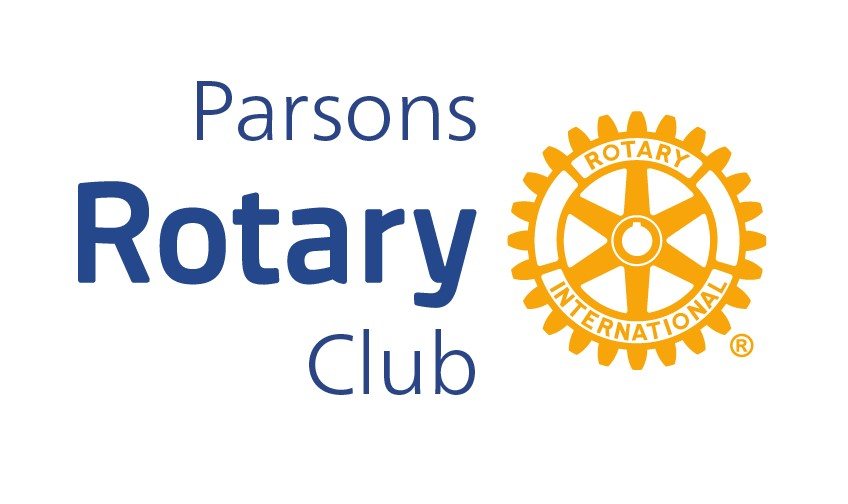 Parsons
Rotary
Club
ROTARY
INTERNATIONAL
®